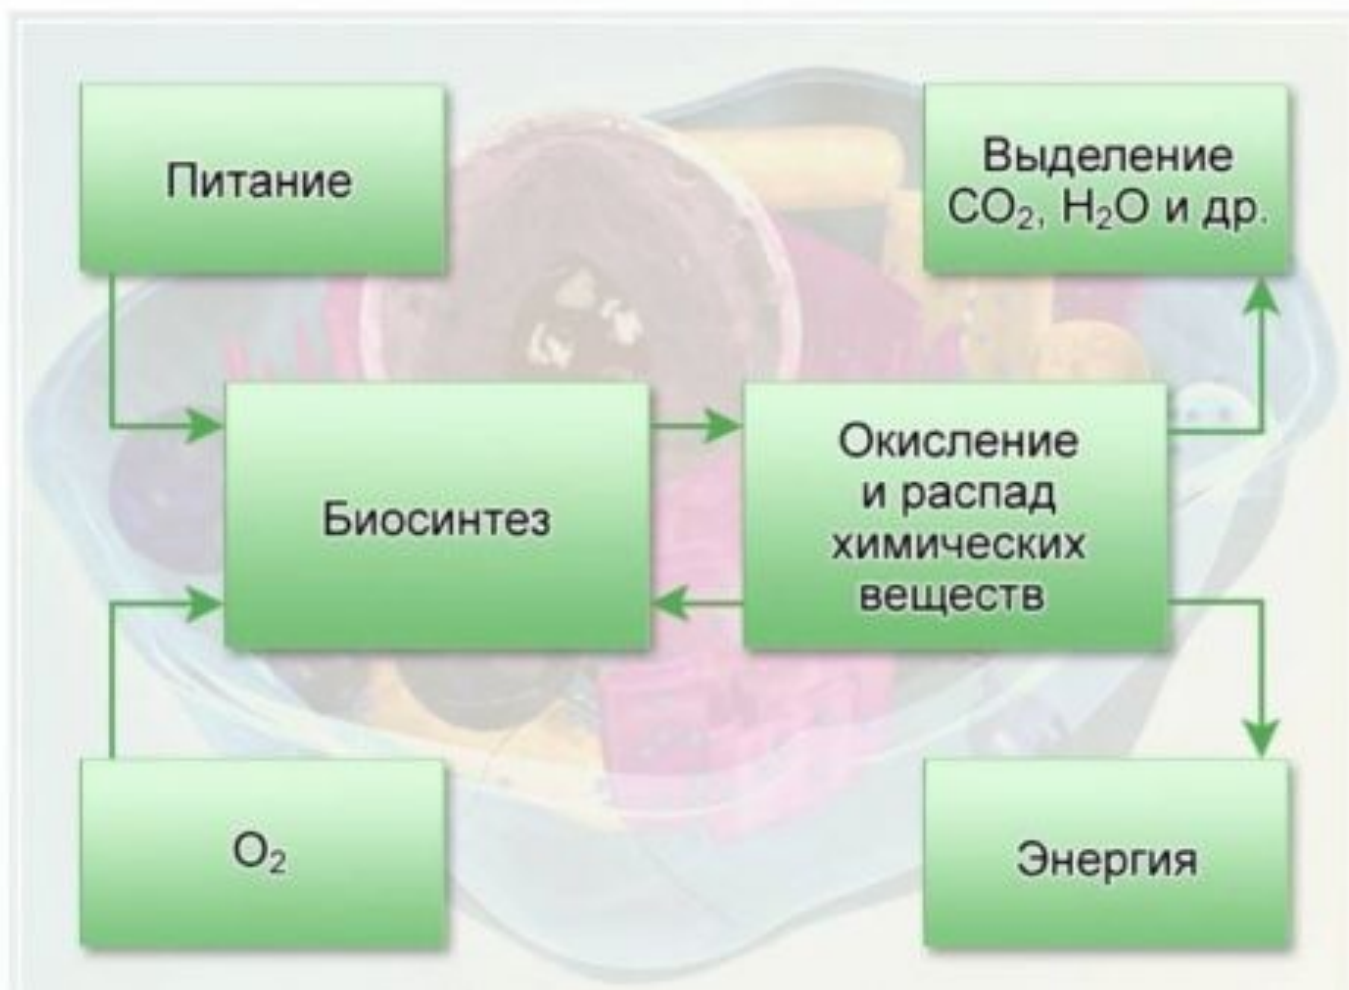 Питание
Выделение
CO₂, H₂O и др.
Биосинтез
Окисление
и распад
химических
веществ
O₂
Энергия